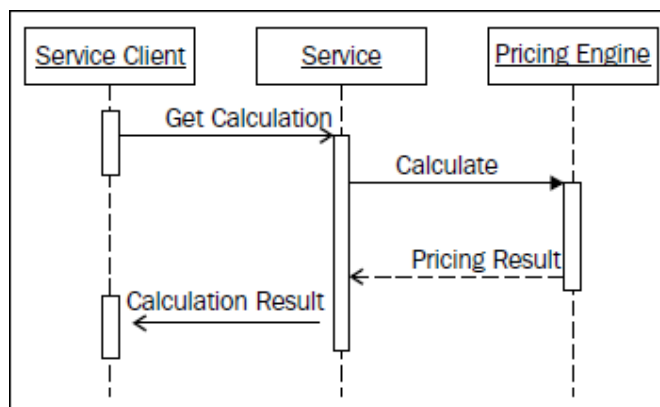 Service Client
Service
Pricing Engine
Get Calculation
Calculate
Pricing Result
Calculation Result